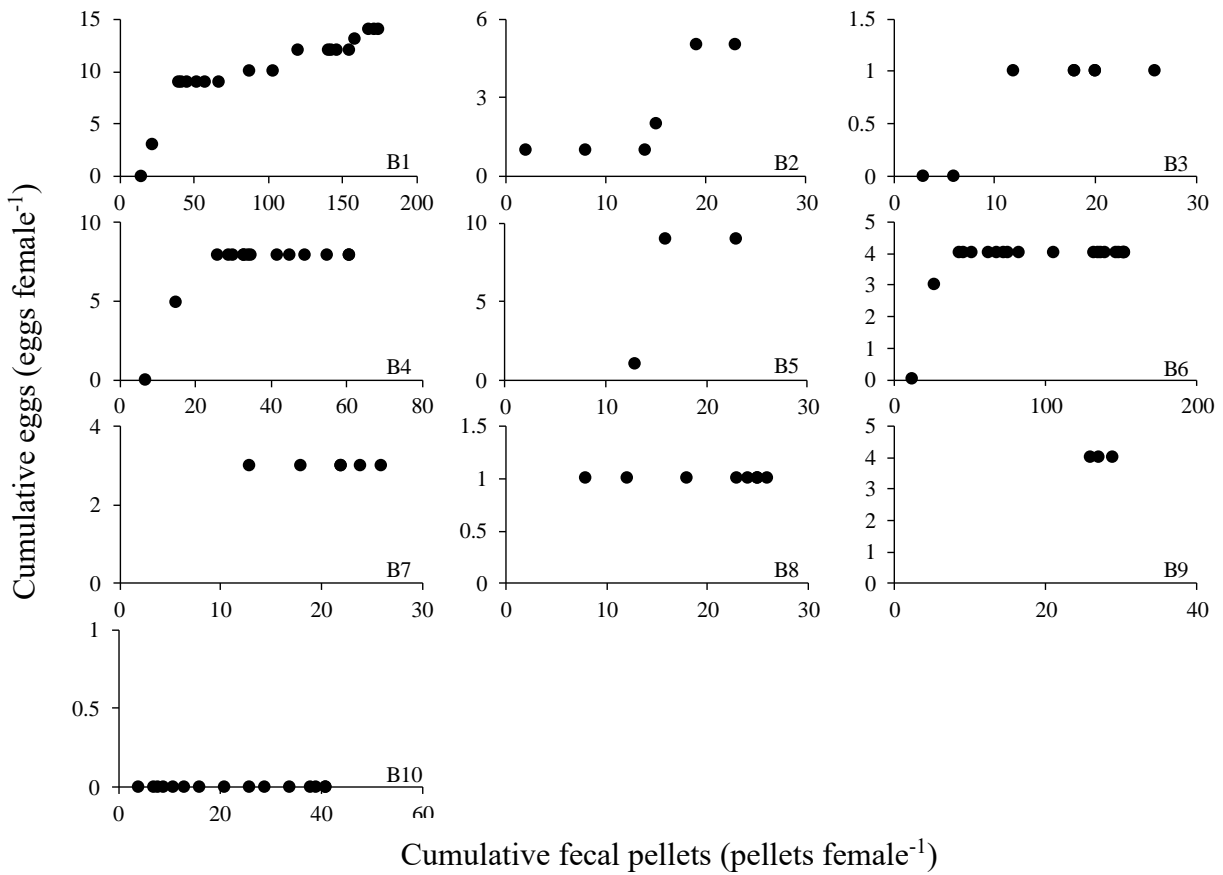 Cumulative eggs (eggs female⁻¹)
15
10
5
0
0 50 100 150 200
B1
6
4
2
0
0 10 20 30
B2
1.5
1
0.5
0
0 10 20 30
B3
10
5
0
0 20 40 60 80
B4
10
5
0
0 10 20 30
B5
5
4
3
2
1
0
0 100 200
B6
4
2
0
0 10 20 30
B7
1.5
1
0.5
0
0 10 20 30
B8
5
4
3
2
1
0
0 20 40
B9
1
0.5
0
0 20 40 60
B10
Cumulative fecal pellets (pellets female⁻¹)